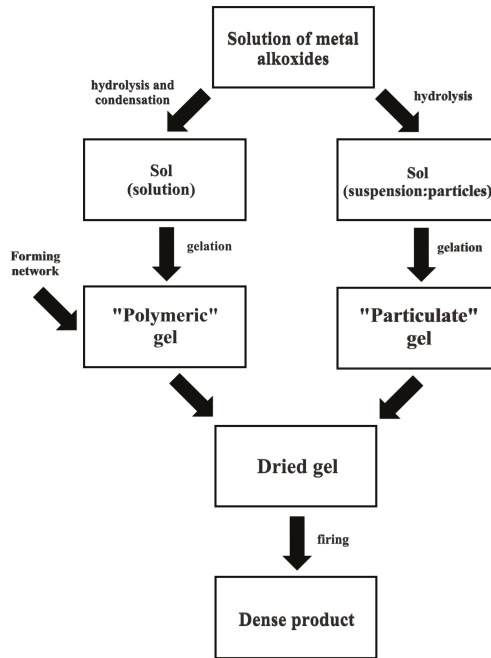 Solution of metal
alkoxides
hydrolysis and
condensation
hydrolysis
Sol
(solution)
Sol
(suspension:particles)
gelation
gelation
Forming
network
"Polymeric"
gel
"Particulate"
gel
Dried gel
firing
Dense product